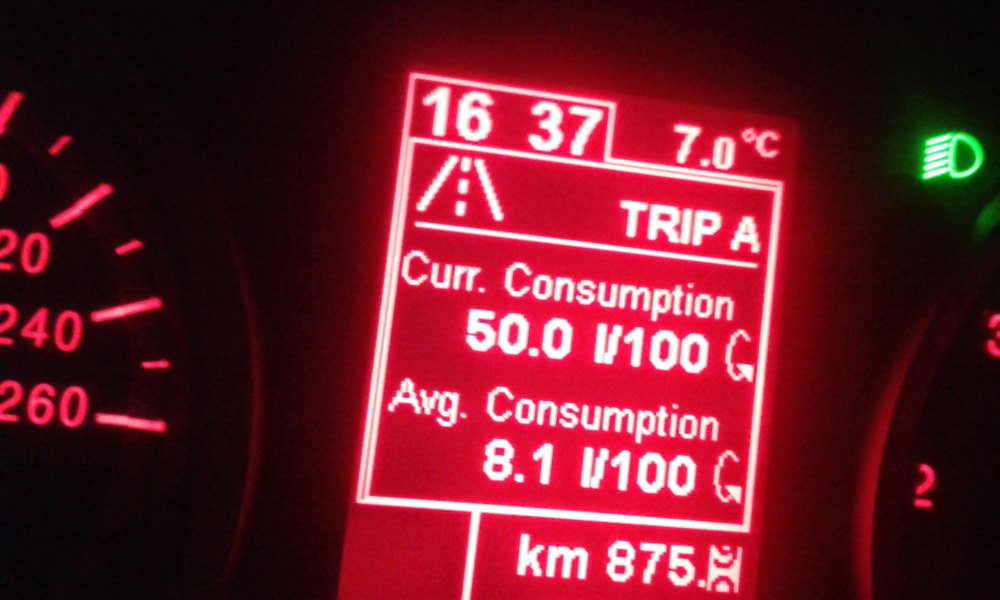 16 37 7.0 °C
TRIP A
Curr. Consumption
50.0 l/100
Avg. Consumption
8.1 l/100
km 875.
20
240
260
2